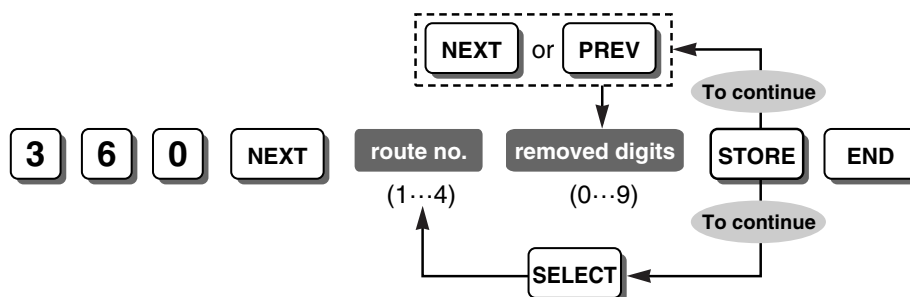 NEXT or PREV
To continue
3 6 0 NEXT route no. removed digits STORE END
(1···4) (0···9)
To continue
SELECT